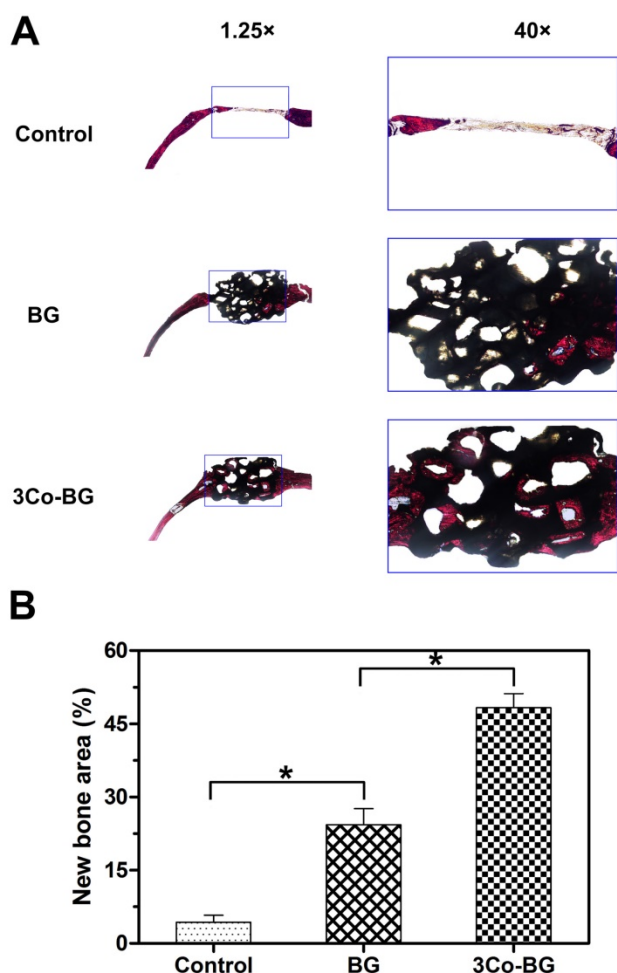 A
1.25× 40×
Control
BG
3Co-BG
B
New bone area (%)
60
45
30
15
0
*
*
Control BG 3Co-BG